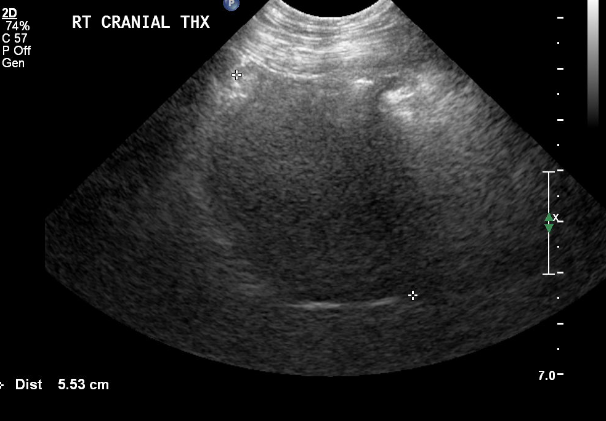 2D
74%
C 57
P Off
Gen
P
RT CRANIAL THX
X
7.0
Dist 5.53 cm